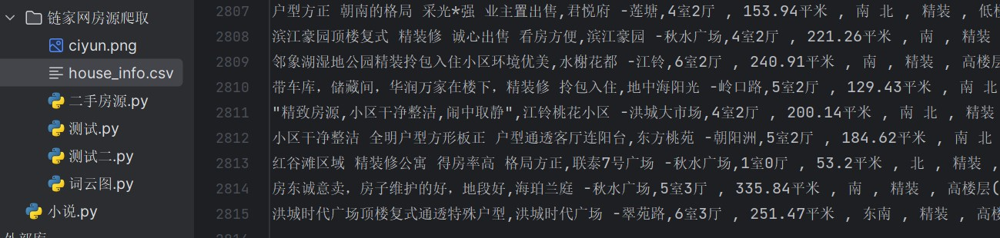 链家网房源爬取
ciyun.png
house_info.csv
二手房源.py
测试.py
测试二.py
词云图.py
小说.py
外部库
2807 户型方正 朝南的格局 采光*强 业主置出售,君悦府 -莲塘,4室2厅 , 153.94平米 , 南 北 , 精装 , 低楼
2808 滨江豪园顶楼复式 精装修 诚心出售 看房方便,滨江豪园 -秋水广场,4室2厅 , 221.26平米 , 南 , 精装
2809 邻象湖湿地公园精装拎包入住小区环境优美,水榭花都 -江铃,6室2厅 , 240.91平米 , 南 , 精装 , 高楼层
2810 带车库，储藏间，华润万家在楼下，精装修 拎包入住,地中海阳光 -岭口路,5室2厅 , 129.43平米 , 南 北
2811 "精致房源,小区干净整洁,闹中取静",江铃桃花小区 -洪城大市场,4室2厅 , 200.14平米 , 南 北 , 精装
2812 小区干净整洁 全明户型方形板正 户型通透客厅连阳台,东方桃苑 -朝阳洲,5室2厅 , 184.62平米 , 南 北
2813 红谷滩区域 精装修公寓 得房率高 格局方正,联泰7号广场 -秋水广场,1室0厅 , 53.2平米 , 北 , 精装 ,
2814 房东诚意卖，房子维护的好，地段好,海珀兰庭 -秋水广场,5室3厅 , 335.84平米 , 南 , 精装 , 高楼层(
2815 洪城时代广场顶楼复式通透特殊户型,洪城时代广场 -翠苑路,6室3厅 , 251.47平米 , 东南 , 精装 , 高楼